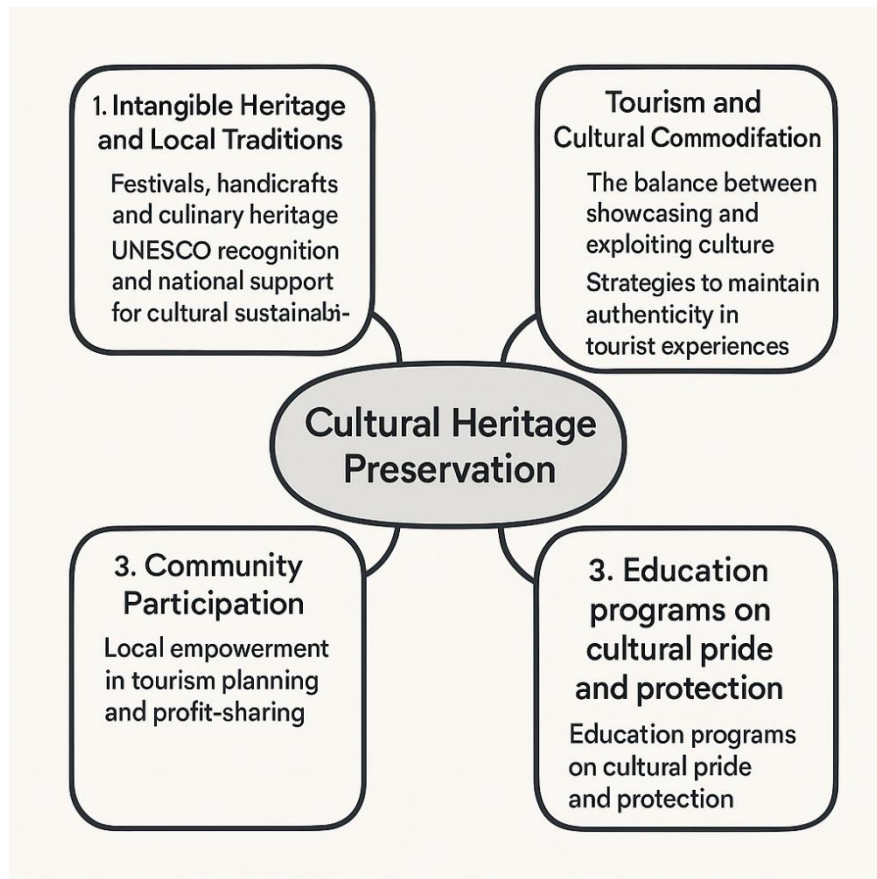 1. Intangible Heritage
and Local Traditions
Festivals, handicrafts
and culinary heritage
UNESCO recognition
and national support
for cultural sustainabi-
Tourism and
Cultural Commodifation
The balance between
showcasing and
exploiting culture
Strategies to maintain
authenticity in
tourist experiences
Cultural Heritage
Preservation
3. Community
Participation
Local empowerment
in tourism planning
and profit-sharing
3. Education
programs on
cultural pride
and protection
Education programs
on cultural pride
and protection